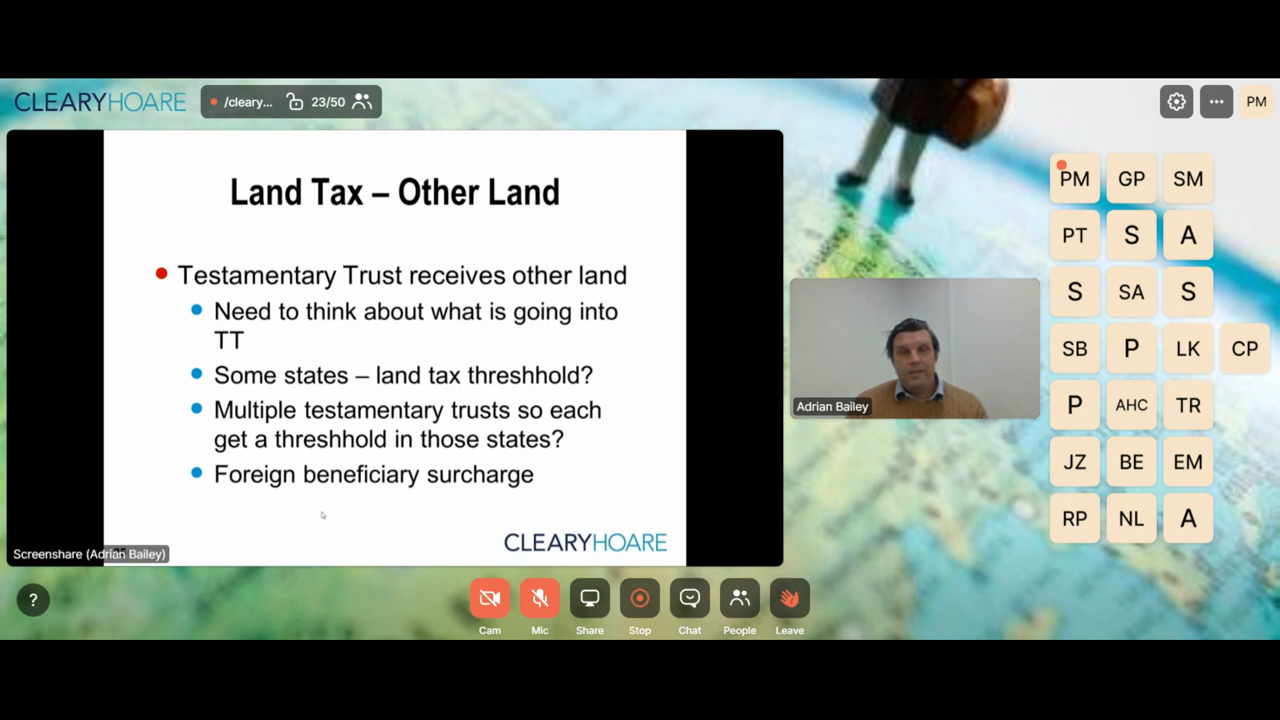 CLEARYHOARE
/cleary...
23/50
PM
Land Tax – Other Land
Testamentary Trust receives other land
Need to think about what is going into
TT
Some states – land tax threshhold?
Multiple testamentary trusts so each
get a threshhold in those states?
Foreign beneficiary surcharge
CLEARYHOARE
Screenshare (Adrian Bailey)
Adrian Bailey
PM GP SM
PT S A
S SA S
SB P LK CP
P AHC TR
JZ BE EM
RP NL A
?
Cam Mic Share Stop Chat People Leave